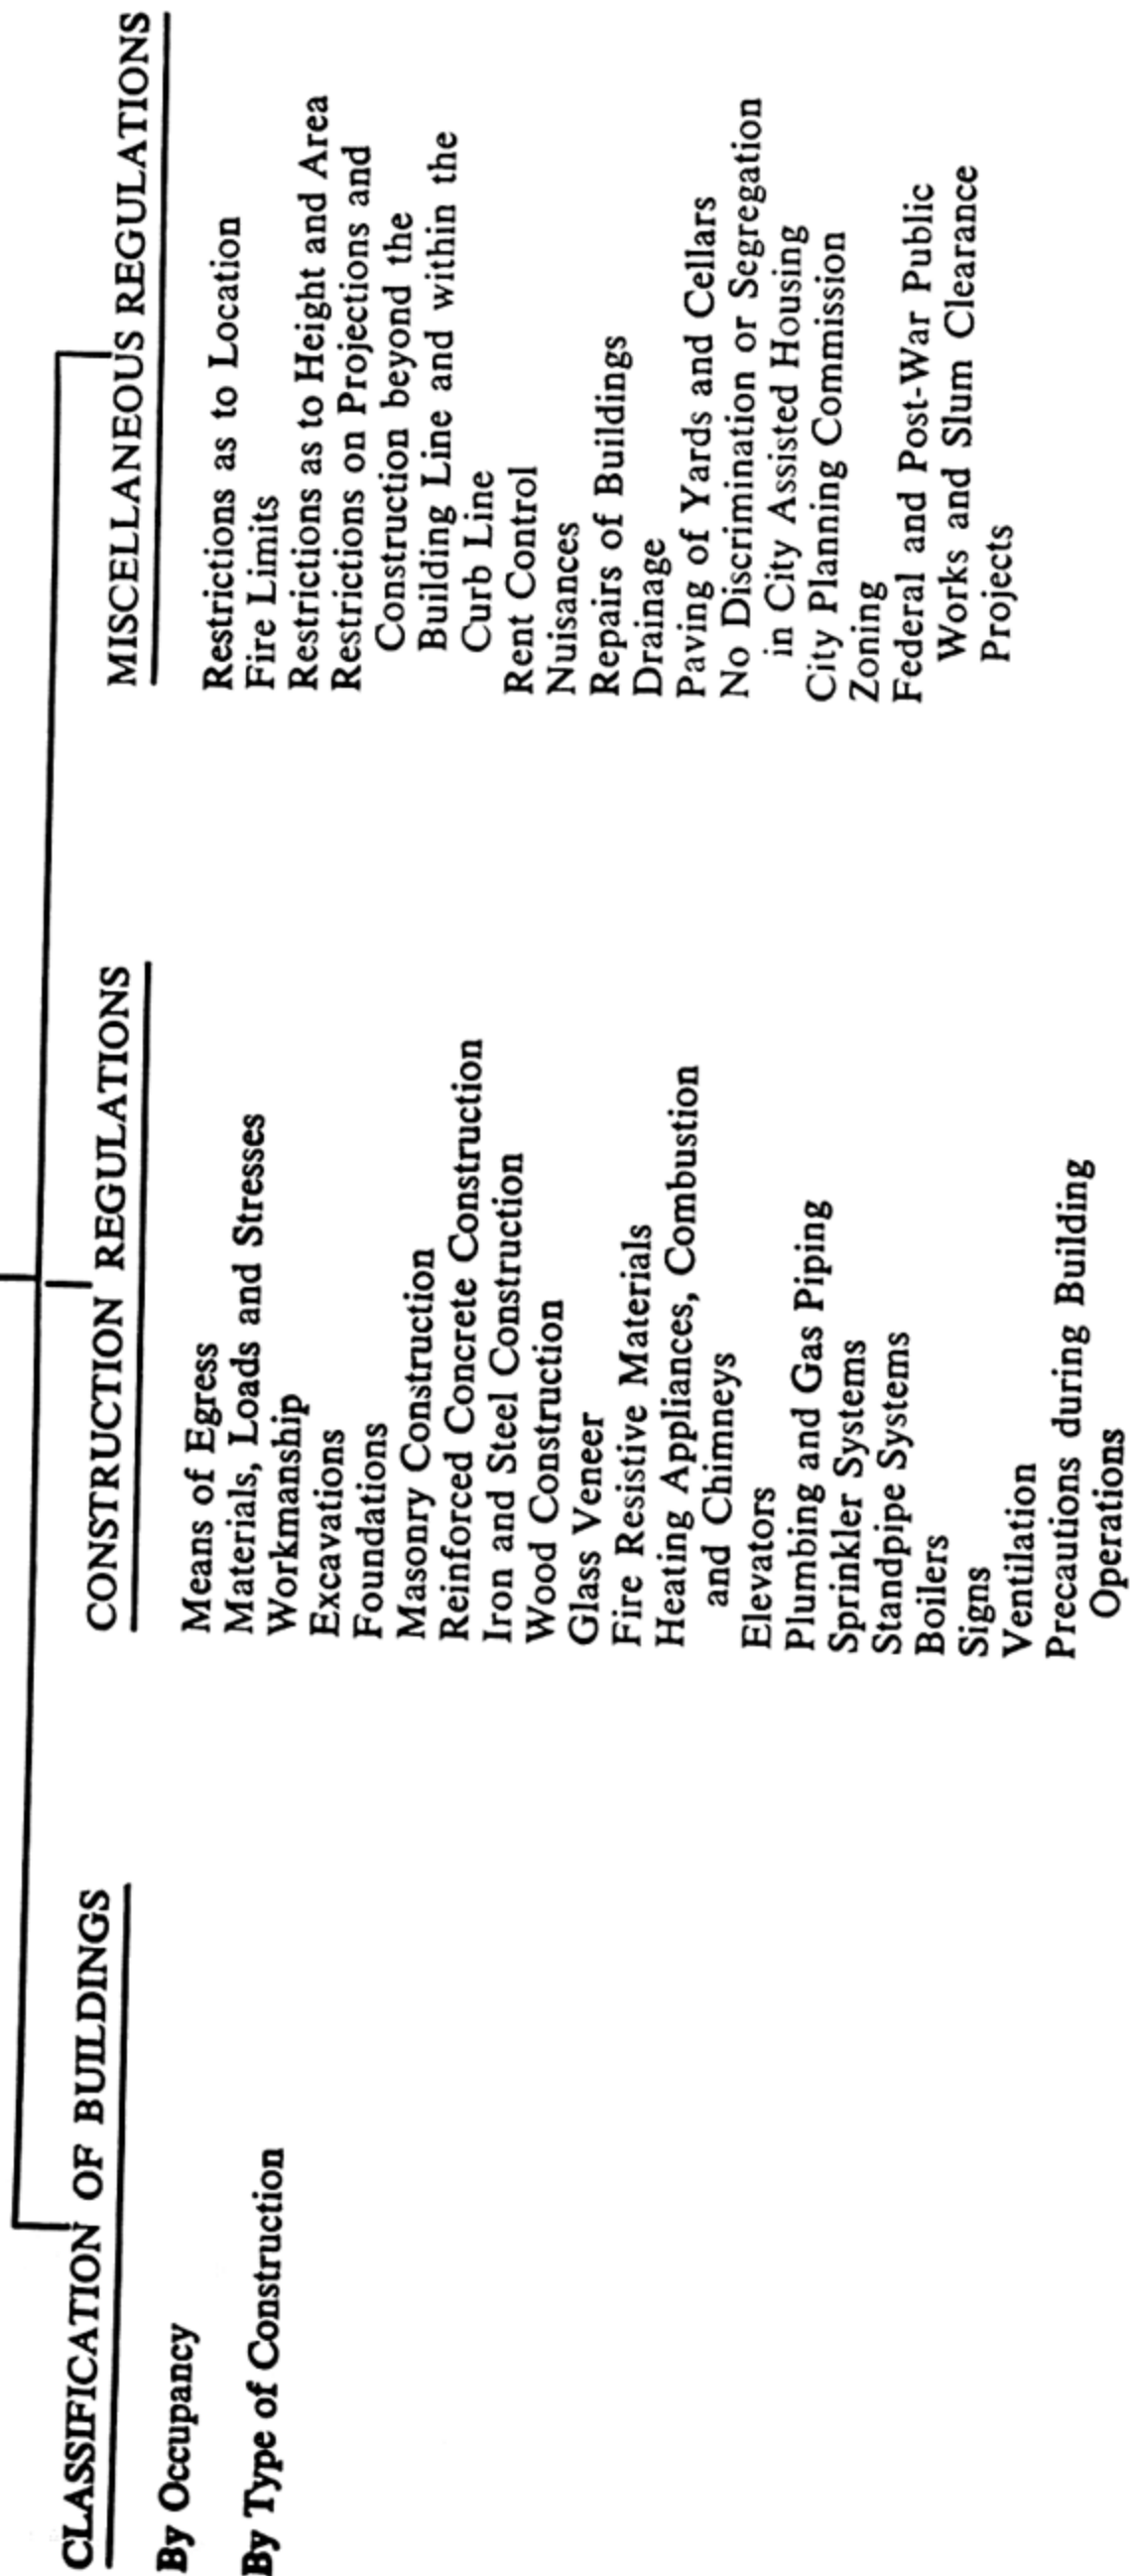 CLASSIFICATION OF BUILDINGS
By Occupancy
By Type of Construction
CONSTRUCTION REGULATIONS
Means of Egress
Materials, Loads and Stresses
Workmanship
Excavations
Foundations
Masonry Construction
Reinforced Concrete Construction
Iron and Steel Construction
Wood Construction
Glass Veneer
Fire Resistive Materials
Heating Appliances, Combustion
and Chimneys
Elevators
Plumbing and Gas Piping
Sprinkler Systems
Standpipe Systems
Boilers
Signs
Ventilation
Precautions during Building
Operations
MISCELLANEOUS REGULATIONS
Restrictions as to Location
Fire Limits
Restrictions as to Height and Area
Restrictions on Projections and
Construction beyond the
Building Line and within the
Curb Line
Rent Control
Nuisances
Repairs of Buildings
Drainage
Paving of Yards and Cellars
No Discrimination or Segregation
in City Assisted Housing
City Planning Commission
Zoning
Federal and Post-War Public
Works and Slum Clearance
Projects